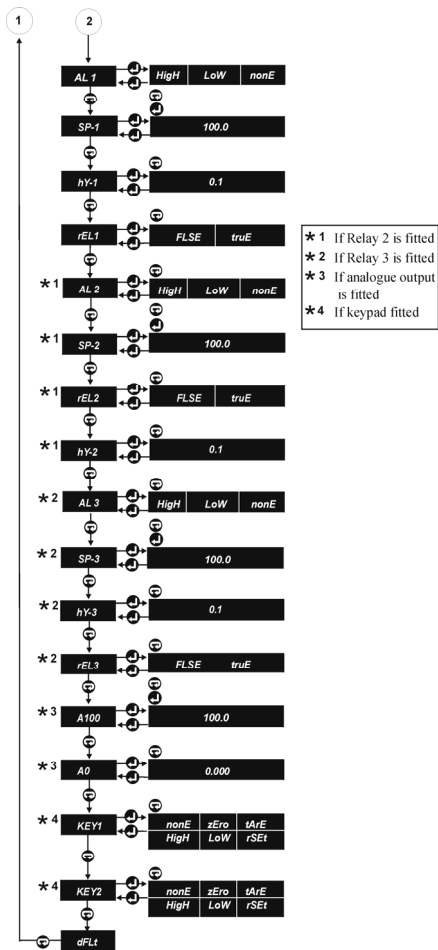 1 2
AL 1 HigH LoW nonE
SP-1 100.0
hY-1 0.1
rEL1 FLSE truE
*1 AL 2 HigH LoW nonE
*1 SP-2 100.0
*1 rEL2 FLSE truE
*1 hY-2 0.1
*2 AL 3 HigH LoW nonE
*2 SP-3 100.0
*2 hY-3 0.1
*2 rEL3 FLSE truE
*3 A100 100.0
*3 A0 0.000
*4 KEY1 nonE zEro tArE
HigH LoW rSEt
*4 KEY2 nonE zEro tArE
HigH LoW rSEt
dFLt
*1 If Relay 2 is fitted
*2 If Relay 3 is fitted
*3 If analogue output
is fitted
*4 If keypad fitted